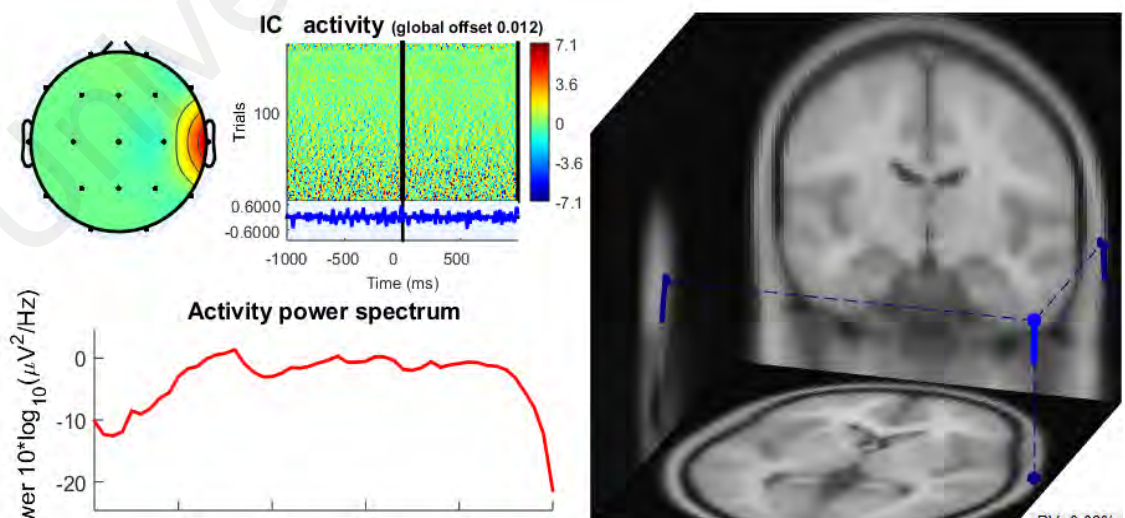 IC activity (global offset 0.012)
7.1
3.6
0
-3.6
-7.1
Trials
100
0.6000
-0.6000
-1000 -500 0 500
Time (ms)
Activity power spectrum
wer 10*log10(μV2/Hz)
0
-10
-20